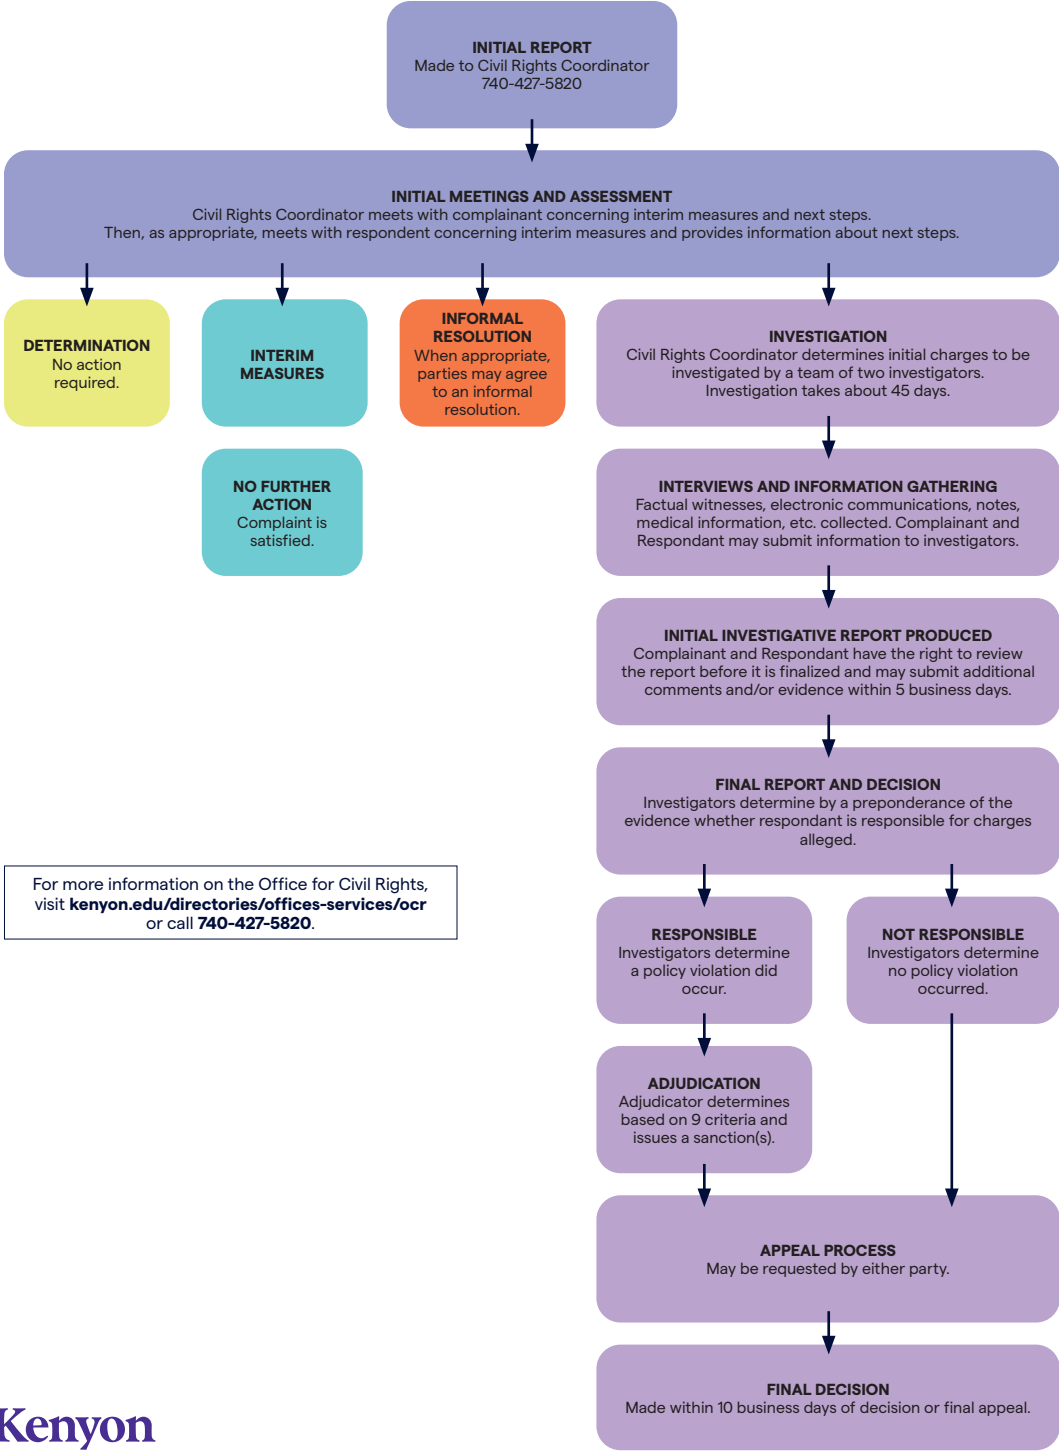 INITIAL REPORT
Made to Civil Rights Coordinator
740-427-5820
INITIAL MEETINGS AND ASSESSMENT
Civil Rights Coordinator meets with complainant concerning interim measures and next steps.
Then, as appropriate, meets with respondent concerning interim measures and provides information about next steps.
DETERMINATION
No action
required.
INTERIM
MEASURES
INFORMAL
RESOLUTION
When appropriate,
parties may agree
to an informal
resolution.
INVESTIGATION
Civil Rights Coordinator determines initial charges to be
investigated by a team of two investigators.
Investigation takes about 45 days.
NO FURTHER
ACTION
Complaint is
satisfied.
INTERVIEWS AND INFORMATION GATHERING
Factual witnesses, electronic communications, notes,
medical information, etc. collected. Complainant and
Respondant may submit information to investigators.
INITIAL INVESTIGATIVE REPORT PRODUCED
Complainant and Respondant have the right to review
the report before it is finalized and may submit additional
comments and/or evidence within 5 business days.
FINAL REPORT AND DECISION
Investigators determine by a preponderance of the
evidence whether respondant is responsible for charges
alleged.
For more information on the Office for Civil Rights,
visit kenyon.edu/directories/offices-services/ocr
or call 740-427-5820.
RESPONSIBLE
Investigators determine
a policy violation did
occur.
NOT RESPONSIBLE
Investigators determine
no policy violation
occurred.
ADJUDICATION
Adjudicator determines
based on 9 criteria and
issues a sanction(s).
APPEAL PROCESS
May be requested by either party.
FINAL DECISION
Made within 10 business days of decision or final appeal.
Kenyon